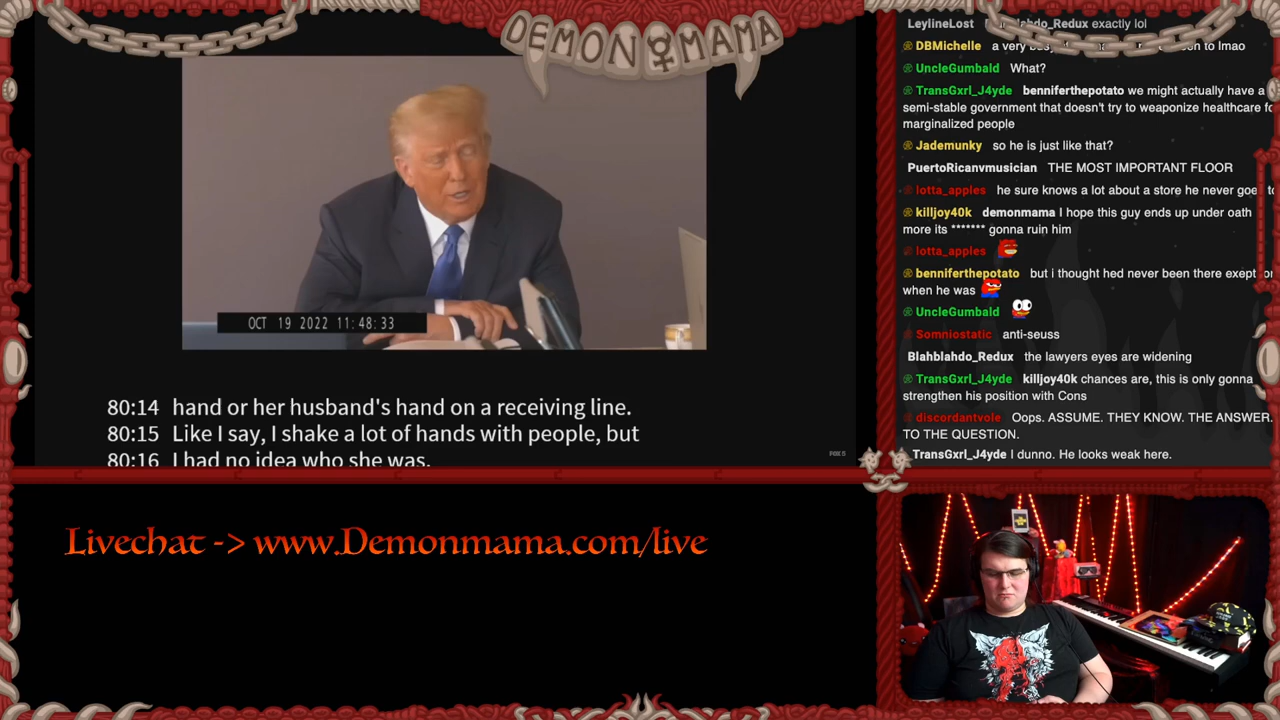 DEMON MAMA
OCT 19 2022 11:48:33
80:14 hand or her husband's hand on a receiving line.
80:15 Like I say, I shake a lot of hands with people, but
80:16 I had no idea who she was.
FOX 5
Livechat -> www.Demonmama.com/live
LeylineLost exactly lol
DBMichelle a very lmao
UncleGumbald What?
TransGxrl_J4yde benniferthepotato we might actually have a
semi-stable government that doesn't try to weaponize healthcare
marginalized people
Jademunky so he is just like that?
PuertoRicanvmusician THE MOST IMPORTANT FLOOR
lotta_apples he sure knows a lot about a store he never
killjoy40k demonmama I hope this guy ends up under oath
more its ******* gonna ruin him
lotta_apples
benniferthepotato but i thought hed never been there exept
when he was
UncleGumbald
Somniostatic anti-seuss
Blahblahdo_Redux the lawyers eyes are widening
TransGxrl_J4yde killjoy40k chances are, this is only gonna
strengthen his position with Cons
discordantvole Oops. ASSUME. THEY KNOW. THE ANSWER.
TO THE QUESTION.
TransGxrl_J4yde I dunno. He looks weak here.